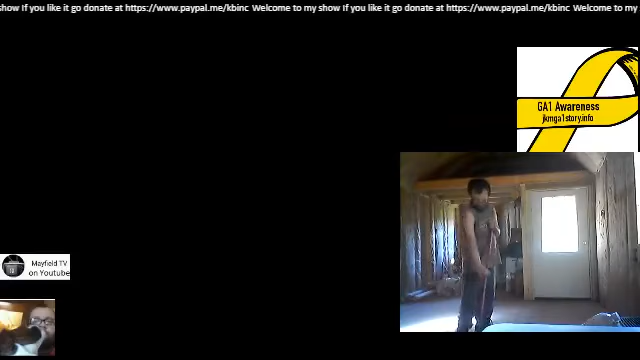 show If you like it go donate at https://www.paypal.me/kbinc Welcome to my show If you like it go donate at https://www.paypal.me/kbinc Welcome to my
GA1 Awareness
jkmga1story.info
Mayfield TV
on Youtube